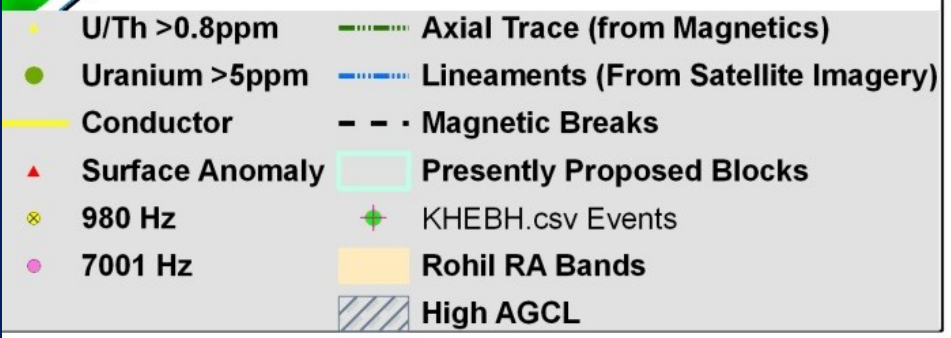 U/Th >0.8ppm
Uranium >5ppm
Conductor
Surface Anomaly
980 Hz
7001 Hz
Axial Trace (from Magnetics)
Lineaments (From Satellite Imagery)
Magnetic Breaks
Presently Proposed Blocks
KHEBH.csv Events
Rohil RA Bands
High AGCL